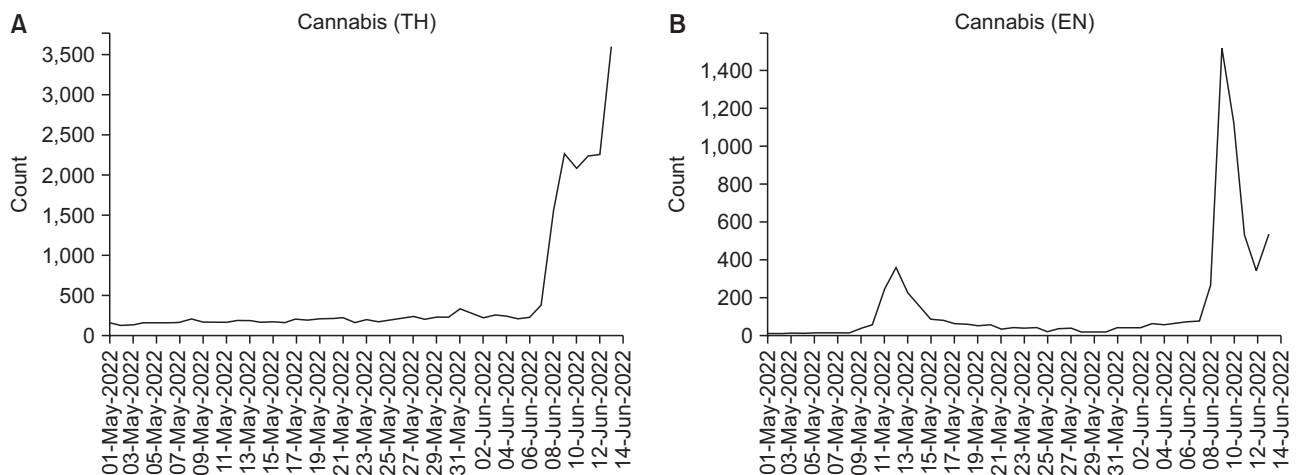 A
Cannabis (TH)
Count
3,500
3,000
2,500
2,000
1,500
1,000
500
0
01-May-2022
03-May-2022
05-May-2022
07-May-2022
09-May-2022
11-May-2022
13-May-2022
15-May-2022
17-May-2022
19-May-2022
21-May-2022
23-May-2022
25-May-2022
27-May-2022
29-May-2022
31-May-2022
02-Jun-2022
04-Jun-2022
06-Jun-2022
08-Jun-2022
10-Jun-2022
12-Jun-2022
14-Jun-2022
B
Cannabis (EN)
Count
1,400
1,200
1,000
800
600
400
200
0
01-May-2022
03-May-2022
05-May-2022
07-May-2022
09-May-2022
11-May-2022
13-May-2022
15-May-2022
17-May-2022
19-May-2022
21-May-2022
23-May-2022
25-May-2022
27-May-2022
29-May-2022
31-May-2022
02-Jun-2022
04-Jun-2022
06-Jun-2022
08-Jun-2022
10-Jun-2022
12-Jun-2022
14-Jun-2022